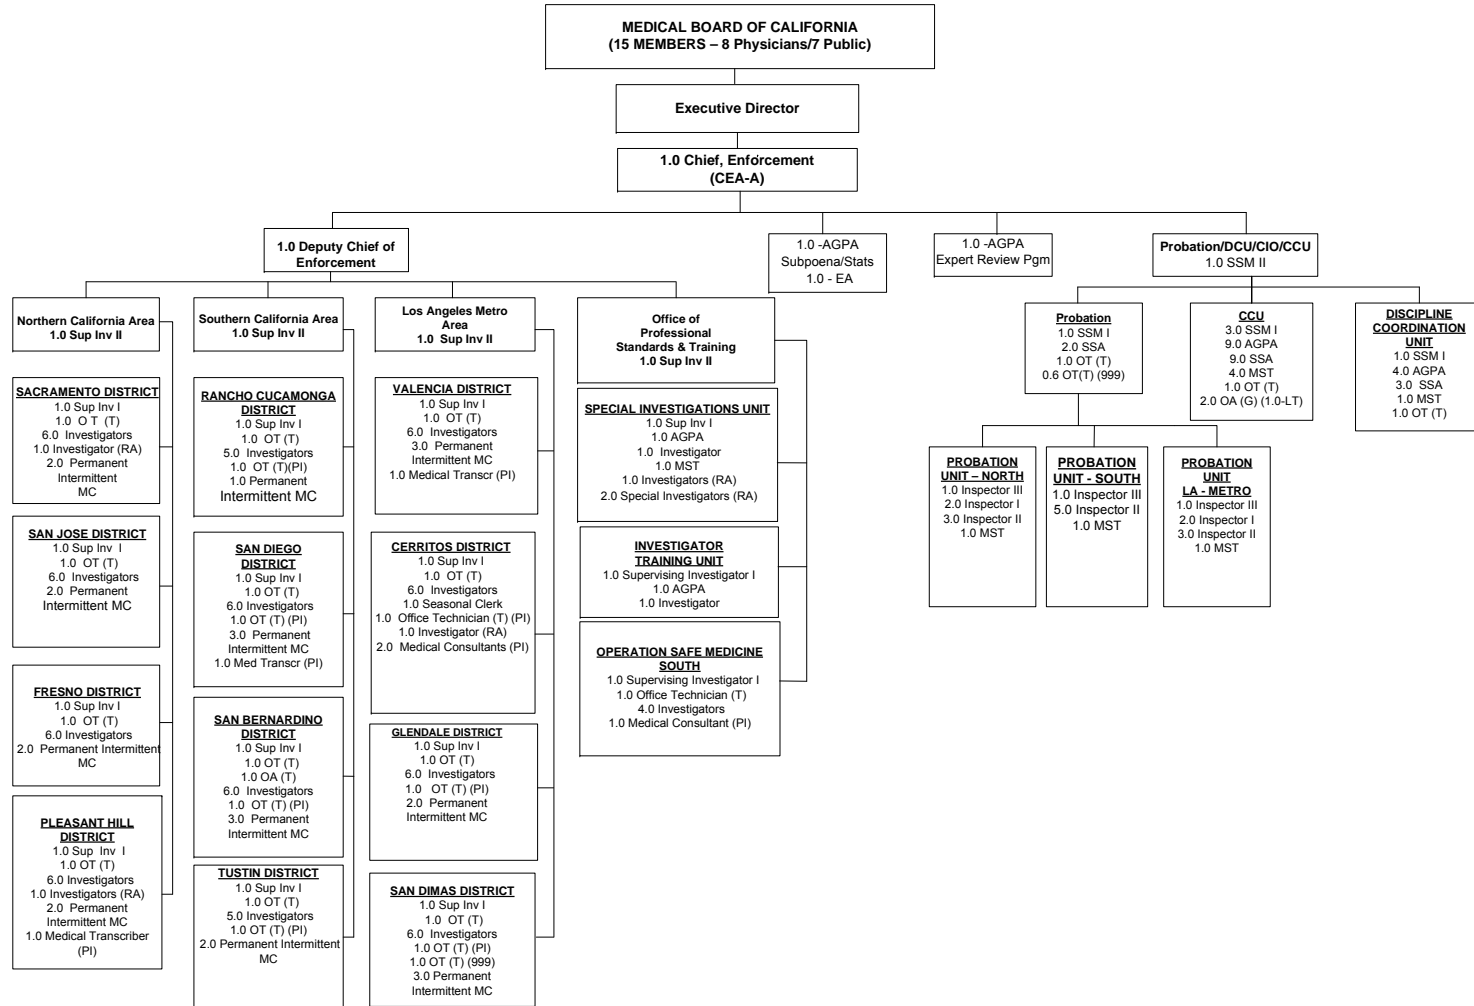 MEDICAL BOARD OF CALIFORNIA
(15 MEMBERS – 8 Physicians/7 Public)
Executive Director
1.0 Chief, Enforcement
(CEA-A)
1.0 Deputy Chief of
Enforcement
1.0 -AGPA
Subpoena/Stats
1.0 - EA
1.0 -AGPA
Expert Review Pgm
Probation/DCU/CIO/CCU
1.0 SSM II
Northern California Area
1.0 Sup Inv II
SACRAMENTO DISTRICT
1.0 Sup Inv I
1.0 O T (T)
6.0 Investigators
1.0 Investigator (RA)
2.0 Permanent
Intermittent
MC
SAN JOSE DISTRICT
1.0 Sup Inv I
1.0 OT (T)
6.0 Investigators
2.0 Permanent
Intermittent MC
FRESNO DISTRICT
1.0 Sup Inv I
1.0 OT (T)
6.0 Investigators
2.0 Permanent Intermittent
MC
PLEASANT HILL
DISTRICT
1.0 Sup Inv I
1.0 OT (T)
6.0 Investigators
1.0 Investigators (RA)
2.0 Permanent
Intermittent MC
1.0 Medical Transcriber
(PI)
Southern California Area
1.0 Sup Inv II
RANCHO CUCAMONGA
DISTRICT
1.0 Sup Inv I
1.0 OT (T)
5.0 Investigators
1.0 OT (T)(PI)
1.0 Permanent
Intermittent MC
SAN DIEGO
DISTRICT
1.0 Sup Inv I
1.0 OT (T)
6.0 Investigators
1.0 OT (T) (PI)
3.0 Permanent
Intermittent MC
1.0 Med Transcr (PI)
SAN BERNARDINO
DISTRICT
1.0 Sup Inv I
1.0 OT (T)
1.0 OA (T)
6.0 Investigators
1.0 OT (T) (PI)
3.0 Permanent
Intermittent MC
TUSTIN DISTRICT
1.0 Sup Inv I
1.0 OT (T)
5.0 Investigators
1.0 OT (T) (PI)
2.0 Permanent Intermittent
MC
Los Angeles Metro
Area
1.0 Sup Inv II
VALENCIA DISTRICT
1.0 Sup Inv I
1.0 OT (T)
6.0 Investigators
3.0 Permanent
Intermittent MC
1.0 Medical Transcr (PI)
CERRITOS DISTRICT
1.0 Sup Inv I
1.0 OT (T)
6.0 Investigators
1.0 Seasonal Clerk
1.0 Office Technician (T) (PI)
1.0 Investigator (RA)
2.0 Medical Consultants (PI)
GLENDALE DISTRICT
1.0 Sup Inv I
1.0 OT (T)
6.0 Investigators
1.0 OT (T) (PI)
2.0 Permanent
Intermittent MC
SAN DIMAS DISTRICT
1.0 Sup Inv I
1.0 OT (T)
6.0 Investigators
1.0 OT (T) (PI)
1.0 OT (T) (999)
3.0 Permanent
Intermittent MC
Office of
Professional
Standards & Training
1.0 Sup Inv II
SPECIAL INVESTIGATIONS UNIT
1.0 Sup Inv I
1.0 AGPA
1.0 Investigator
1.0 MST
1.0 Investigators (RA)
2.0 Special Investigators (RA)
INVESTIGATOR
TRAINING UNIT
1.0 Supervising Investigator I
1.0 AGPA
1.0 Investigator
OPERATION SAFE MEDICINE
SOUTH
1.0 Supervising Investigator I
1.0 Office Technician (T)
4.0 Investigators
1.0 Medical Consultant (PI)
Probation
1.0 SSM I
2.0 SSA
1.0 OT (T)
0.6 OT(T) (999)
CCU
3.0 SSM I
9.0 AGPA
9.0 SSA
4.0 MST
1.0 OT (T)
2.0 OA (G) (1.0-LT)
DISCIPLINE
COORDINATION
UNIT
1.0 SSM I
4.0 AGPA
3.0 SSA
1.0 MST
1.0 OT (T)
PROBATION
UNIT – NORTH
1.0 Inspector III
2.0 Inspector I
3.0 Inspector II
1.0 MST
PROBATION
UNIT - SOUTH
1.0 Inspector III
5.0 Inspector II
1.0 MST
PROBATION
UNIT
LA - METRO
1.0 Inspector III
2.0 Inspector I
3.0 Inspector II
1.0 MST